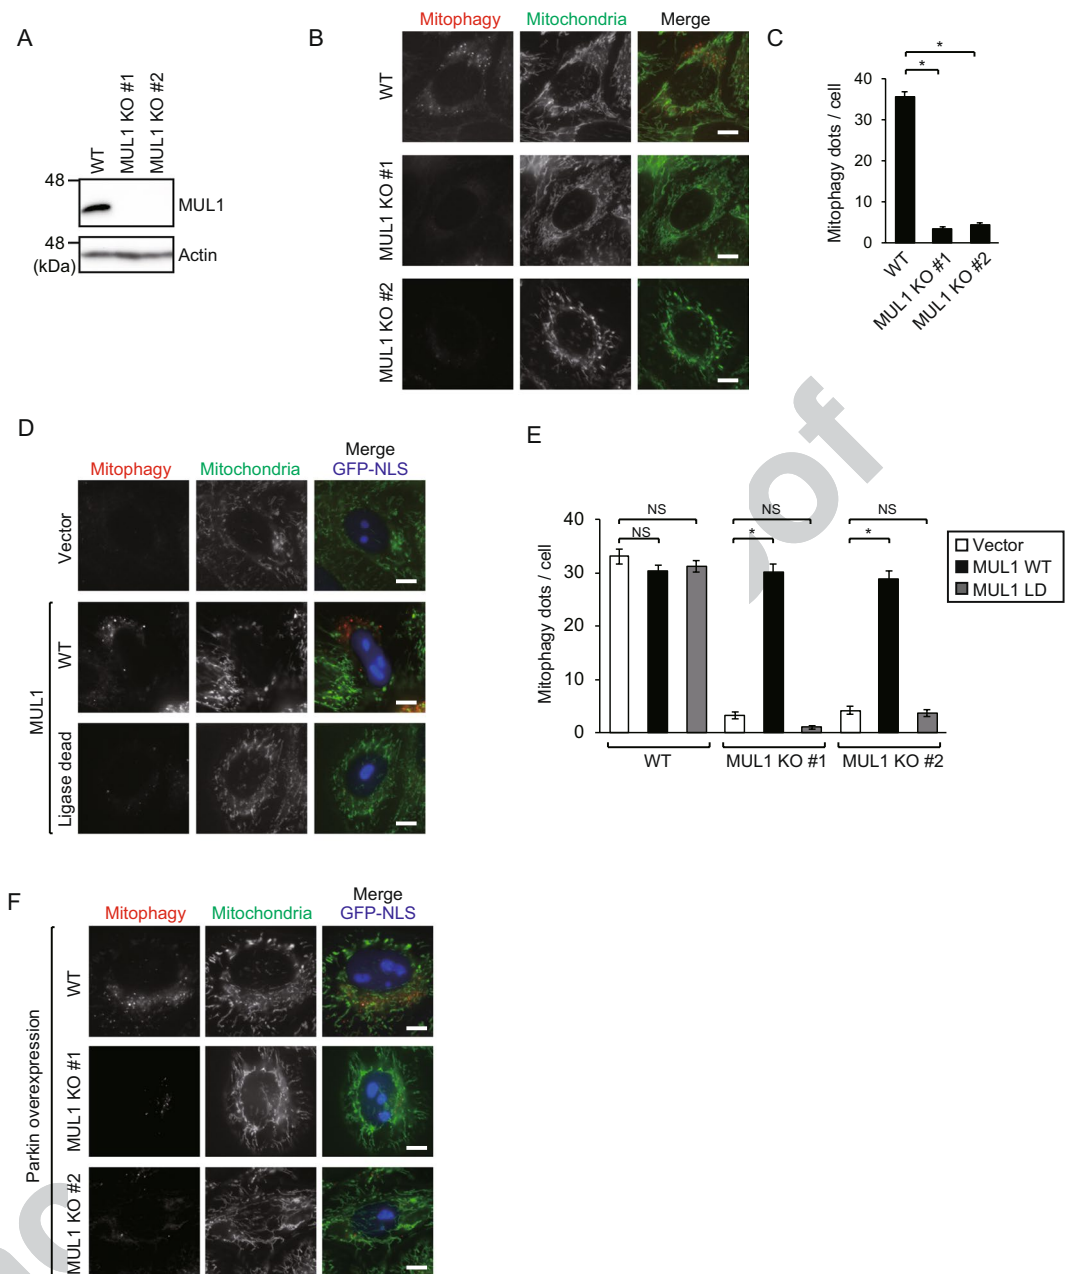 A
WT
MUL1 KO #1
MUL1 KO #2
48
MUL1
48
(kDa)
Actin
B
Mitophagy Mitochondria Merge
WT
MUL1 KO #1
MUL1 KO #2
C
Mitophagy dots / cell
40
30
20
10
0
* *
WT
MUL1 KO #1
MUL1 KO #2
D
Mitophagy Mitochondria Merge
GFP-NLS
Vector
MUL1
WT
Ligase dead
E
Mitophagy dots / cell
40
30
20
10
0
NS NS NS
NS * *
WT MUL1 KO #1 MUL1 KO #2
Vector
MUL1 WT
MUL1 LD
F
Mitophagy Mitochondria Merge
GFP-NLS
Parkin overexpression
WT
MUL1 KO #1
MUL1 KO #2